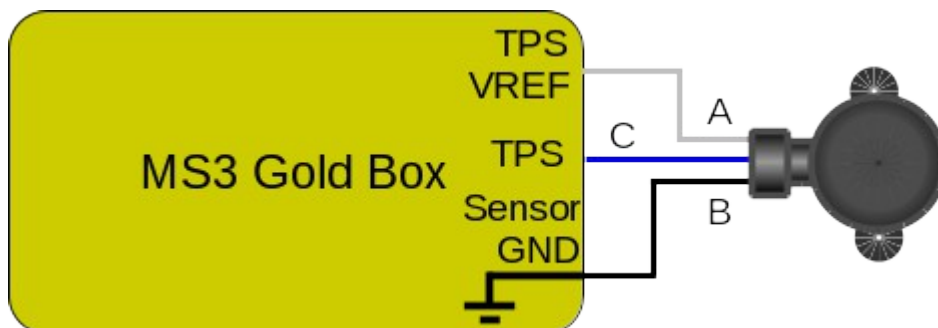 TPS
VREF
A
C
TPS
MS3 Gold Box
Sensor
B
GND